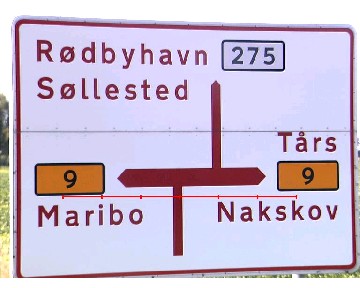 Rødbyhavn 275
Søllested
Tårs
9 9
Maribo Nakskov